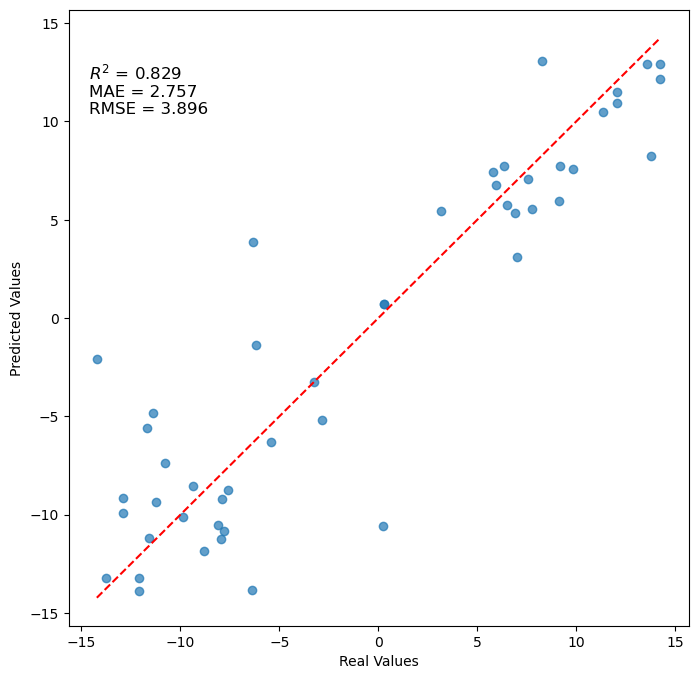 15
10
5
0
−5
−10
−15
Predicted Values
R² = 0.829
MAE = 2.757
RMSE = 3.896
−15
−10
−5
0
5
10
15
Real Values